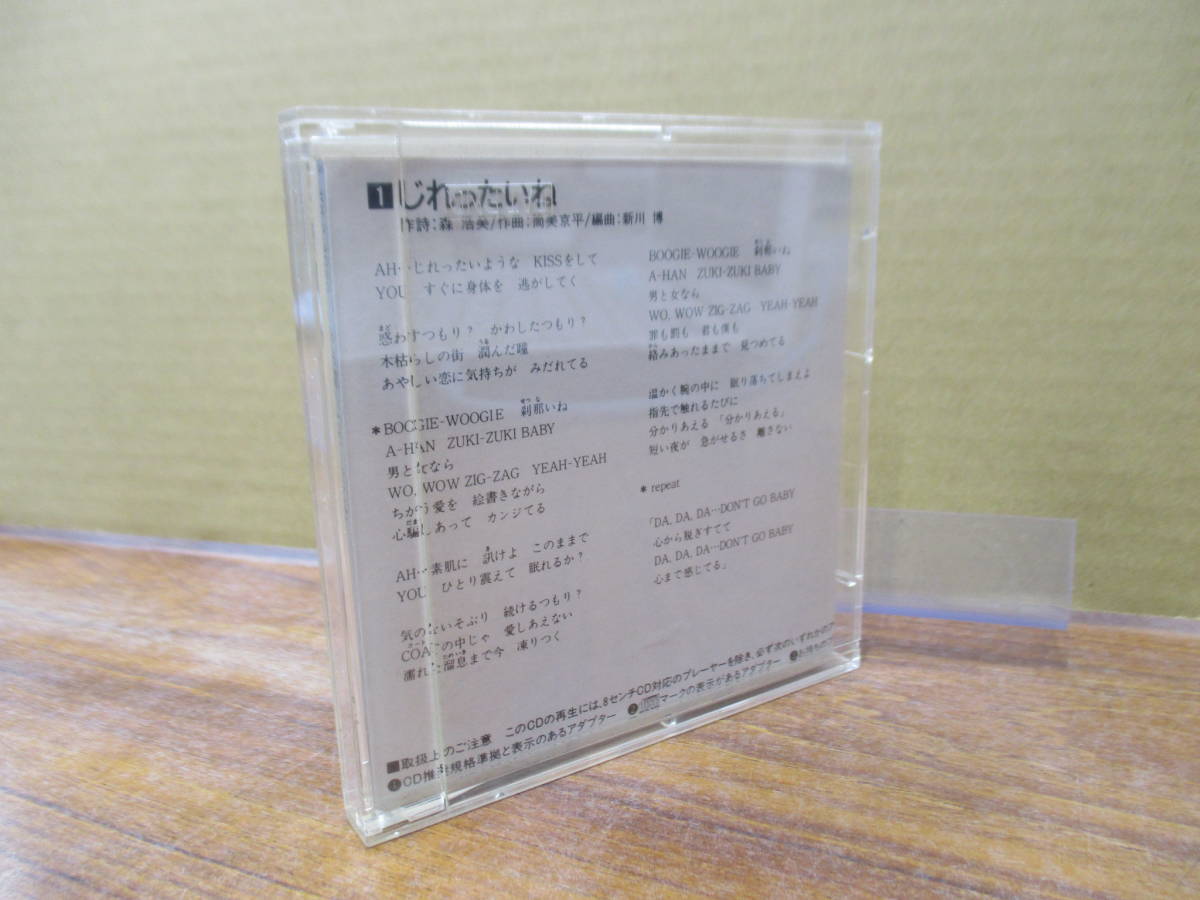 1 じれったいね
作詩:森 浩美/作曲:筒美京平/編曲:新川 博
AH…じれったいような KISSをして
YOU すぐに身体を 逃がしてく
惑わすつもり? かわしたつもり?
木枯らしの街 潤んだ瞳
あやしい恋に気持ちが みだれてる
*BOOGIE-WOOGIE 刹那いね
A-HAN ZUKI-ZUKI BABY
男と女なら
WO, WOW ZIG-ZAG YEAH-YEAH
ちがう愛を 絵書きながら
心騙しあって カンジてる
AH…素肌に 訊けよ このままで
YOU ひとり震えて 眠れるか?
気のないそぶり 続けるつもり?
COATの中じゃ 愛しあえない
濡れた溜息まで今 凍りつく
BOOGIE-WOOGIE 刹那いね
A-HAN ZUKI-ZUKI BABY
男と女なら
WO, WOW ZIG-ZAG YEAH-YEAH
罪も罰も 君も僕も
絡みあったままで 見つめてる
温かく腕の中に 眠り落ちてしまえよ
指先で触れるたびに
分かりあえる 「分かりあえる」
短い夜が 急がせるさ 離さない
* repeat
「DA, DA, DA…DON'T GO BABY
心から脱ぎすてて
DA, DA, DA…DON'T GO BABY
心まで感じてる」
■取扱上のご注意 このCDの再生には、8センチCD対応のプレーヤーを除き、必ず次のいずれかのア
❶CD推奨規格準拠と表示のあるアダプター ❷マークの表示があるアダプター ❸お持ちの